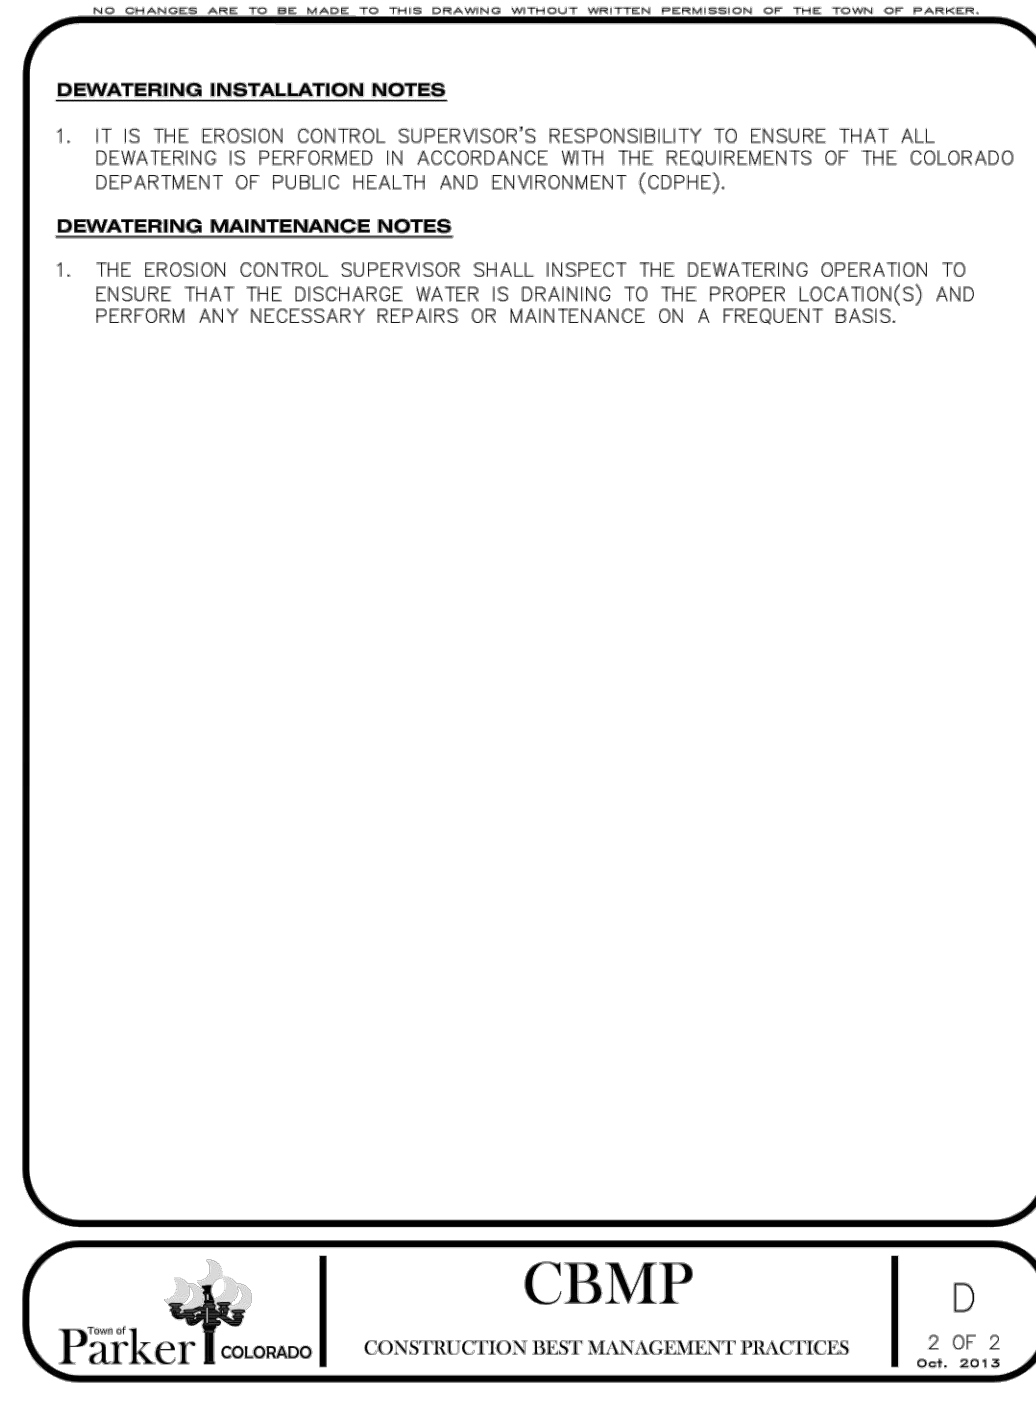 NO CHANGES ARE TO BE MADE TO THIS DRAWING WITHOUT WRITTEN PERMISSION OF THE TOWN OF PARKER.
DEWATERING INSTALLATION NOTES
1. IT IS THE EROSION CONTROL SUPERVISOR'S RESPONSIBILITY TO ENSURE THAT ALL
DEWATERING IS PERFORMED IN ACCORDANCE WITH THE REQUIREMENTS OF THE COLORADO
DEPARTMENT OF PUBLIC HEALTH AND ENVIRONMENT (CDPHE).
DEWATERING MAINTENANCE NOTES
1. THE EROSION CONTROL SUPERVISOR SHALL INSPECT THE DEWATERING OPERATION TO
ENSURE THAT THE DISCHARGE WATER IS DRAINING TO THE PROPER LOCATION(S) AND
PERFORM ANY NECESSARY REPAIRS OR MAINTENANCE ON A FREQUENT BASIS.
Town of
Parker COLORADO
CBMP
CONSTRUCTION BEST MANAGEMENT PRACTICES
D
2 OF 2
Oct. 2013